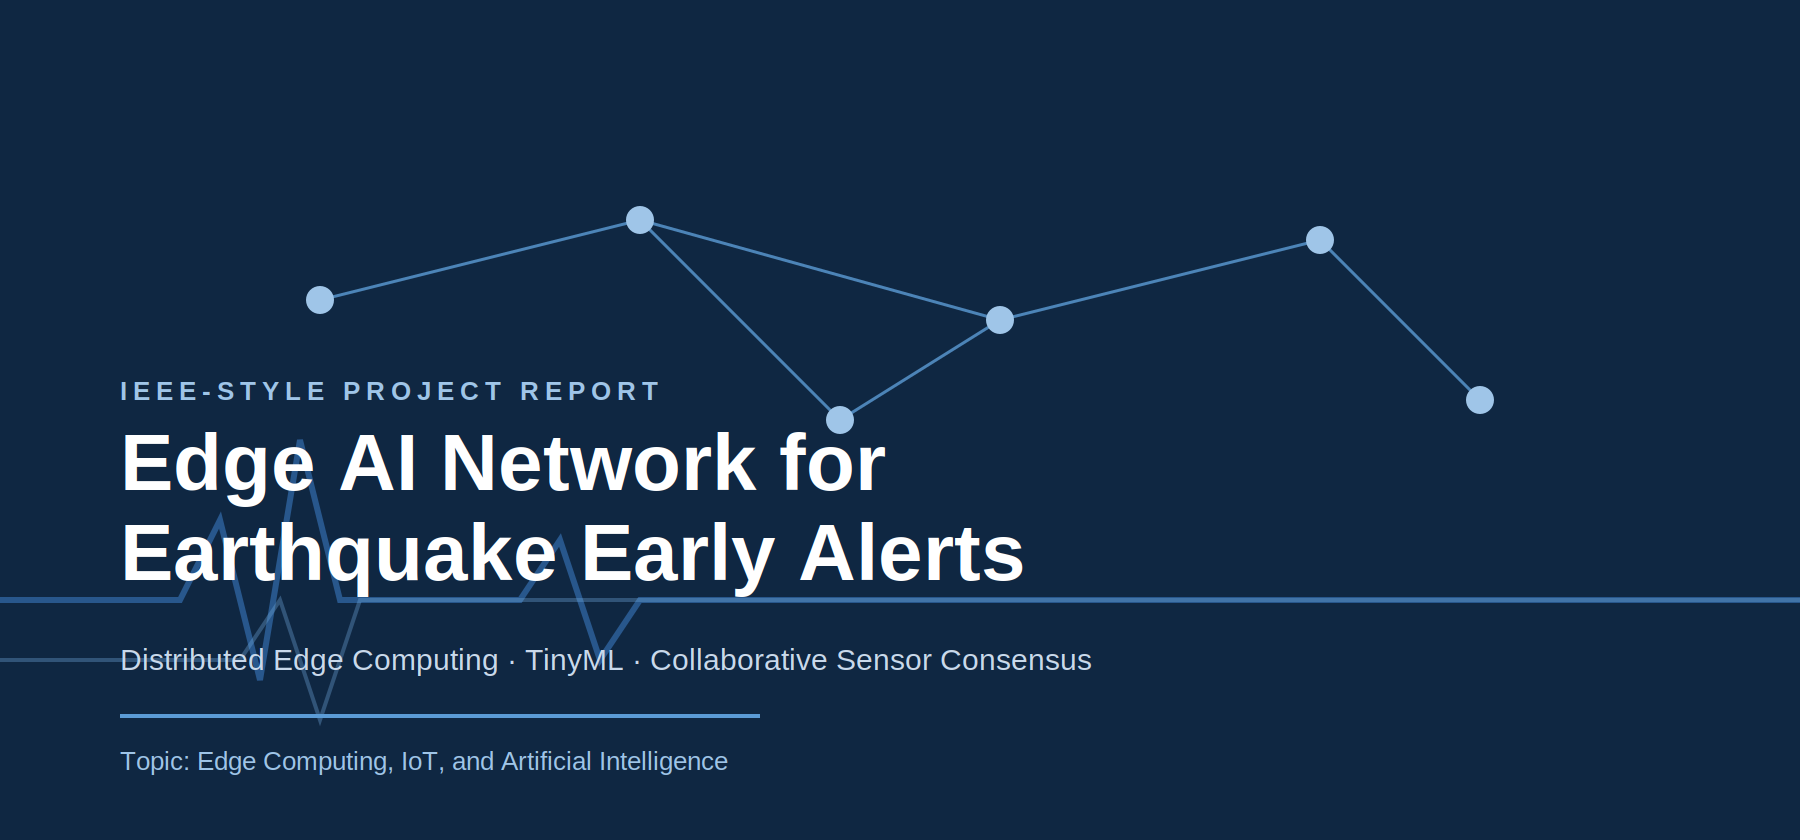 IEEE-STYLE PROJECT REPORT
Edge AI Network for
Earthquake Early Alerts
Distributed Edge Computing · TinyML · Collaborative Sensor Consensus
Topic: Edge Computing, IoT, and Artificial Intelligence